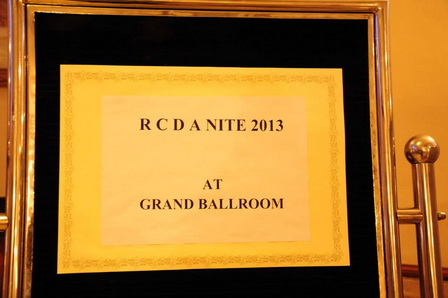 R C D A NITE 2013
AT
GRAND BALLROOM